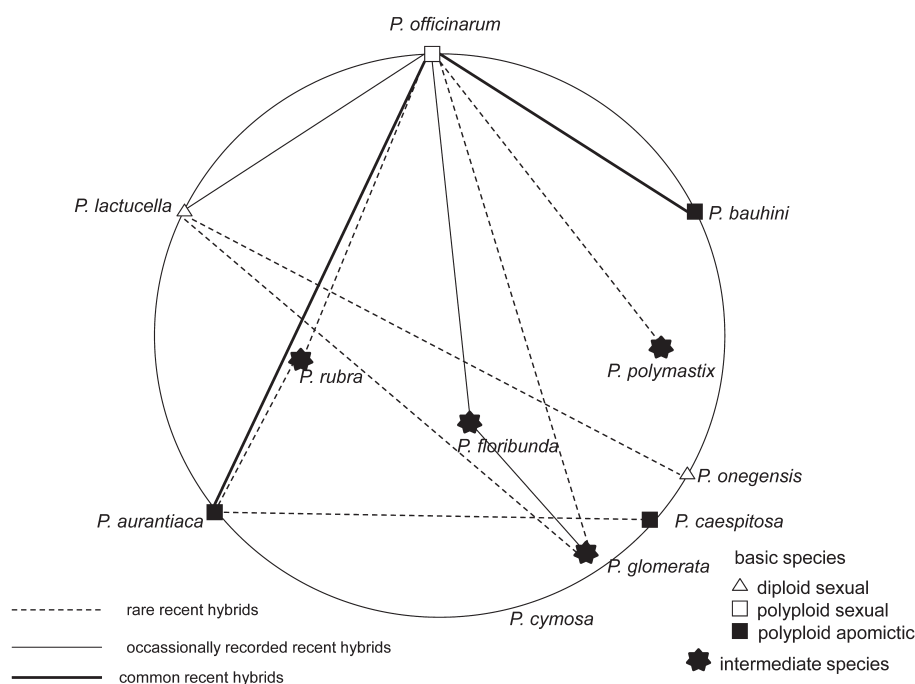 P. officinarum
P. lactucella
P. bauhini
P. rubra
P. polymastix
P. floribunda
P. onegensis
P. aurantiaca
P. caespitosa
P. glomerata
P. cymosa
basic species
diploid sexual
polyploid sexual
polyploid apomictic
intermediate species
rare recent hybrids
occassionally recorded recent hybrids
common recent hybrids